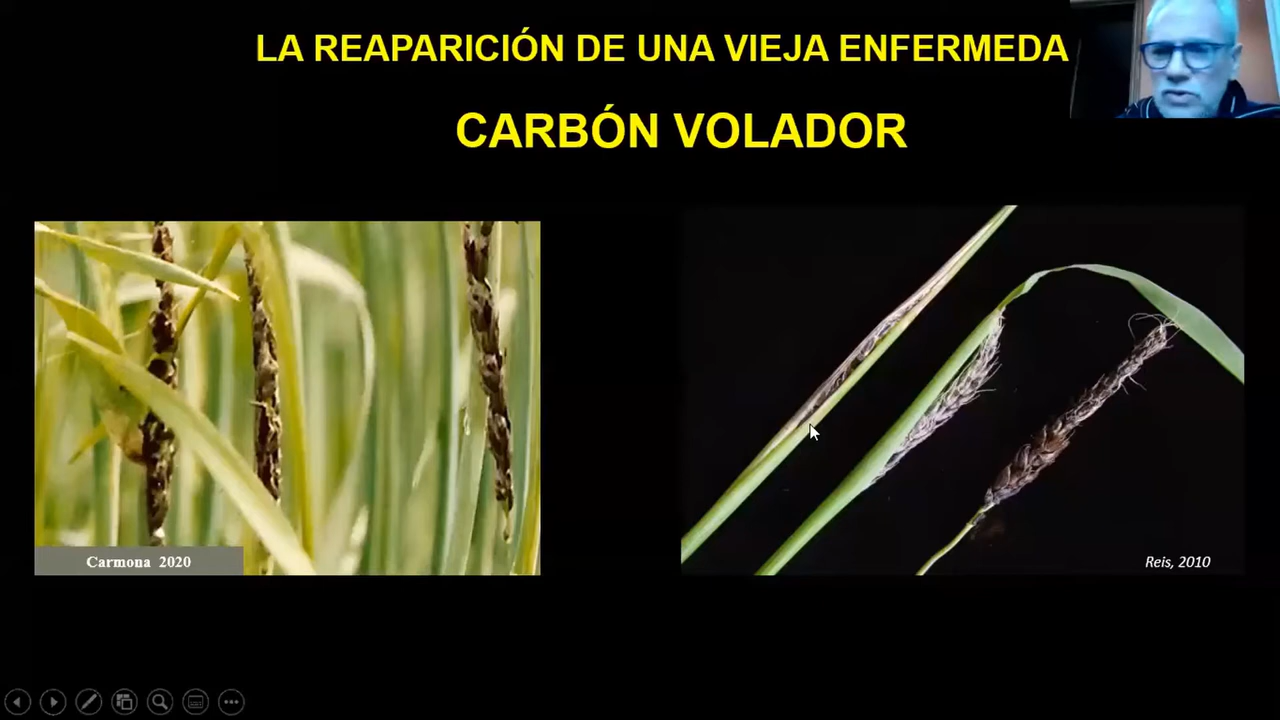 LA REAPARICIÓN DE UNA VIEJA ENFERMEDA
CARBÓN VOLADOR
Carmona 2020
Reis, 2010